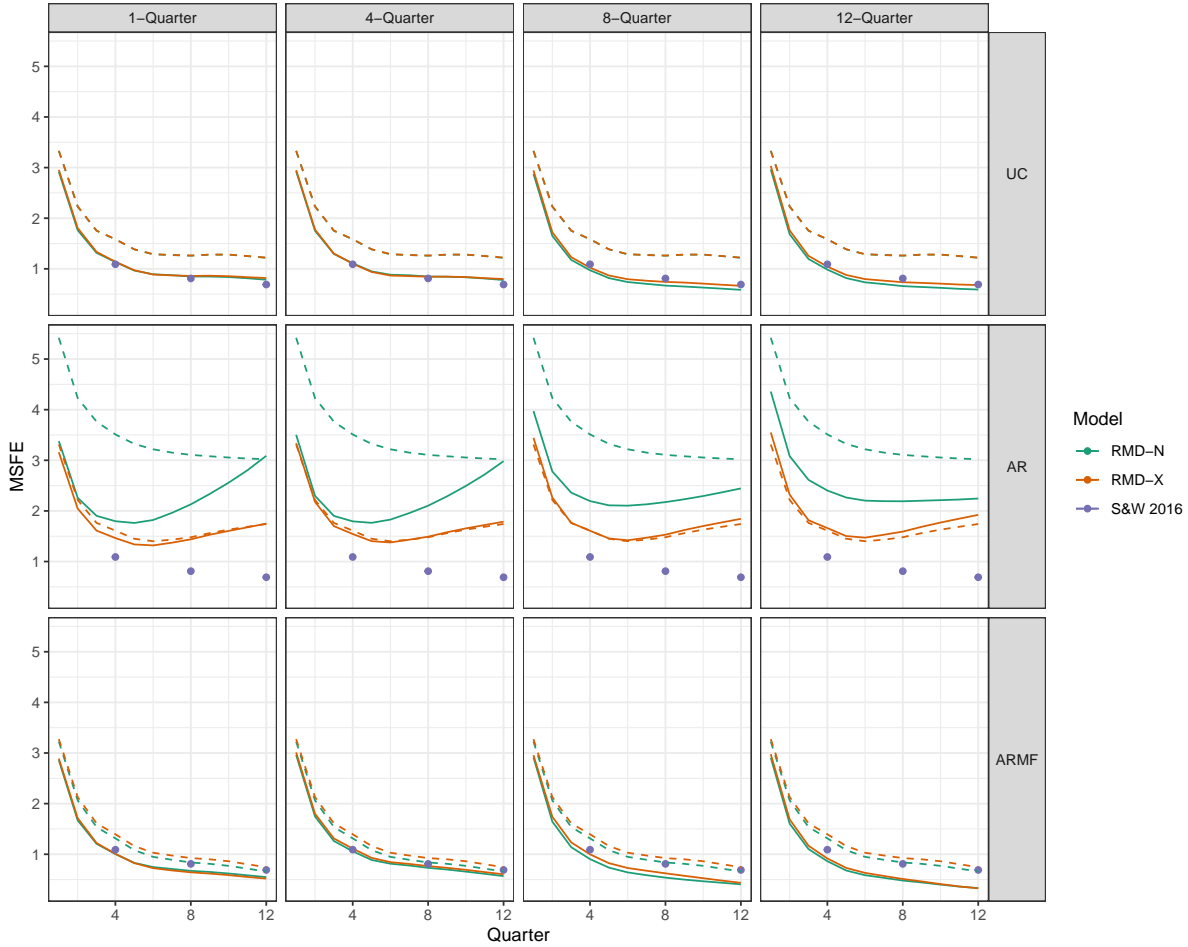 1−Quarter 4−Quarter 8−Quarter 12−Quarter
5
4
3
2
1
UC
5
4
3
2
1
AR
5
4
3
2
1
ARMF
MSFE
4 8 12 4 8 12 4 8 12 4 8 12
Quarter
Model
RMD−N
RMD−X
S&W 2016